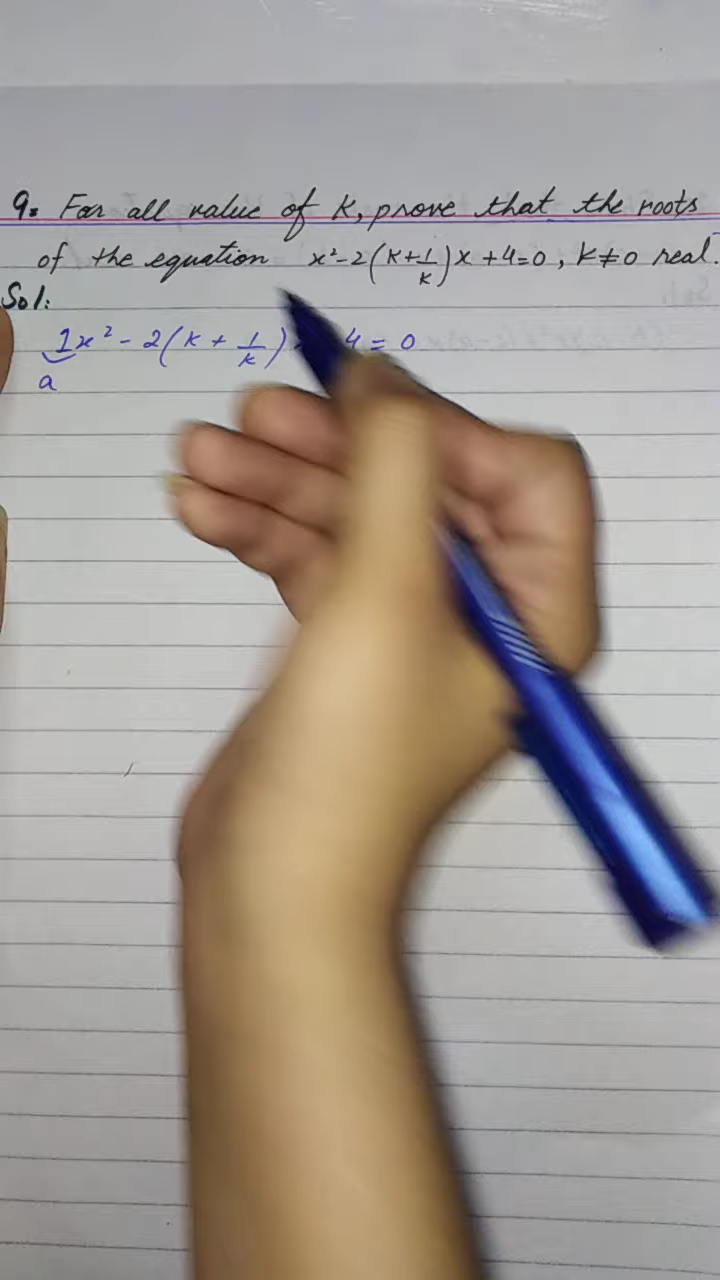 9. For all value of K, prove that the roots
of the equation x²-2(K+1/K)x+4=0, K≠0 real.
Sol:
1x² - 2(K + 1/K) 4 = 0
a